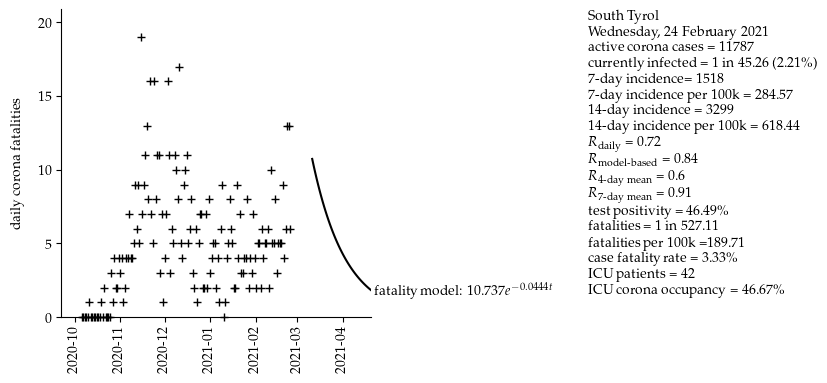 daily corona fatalities
20
15
10
5
0
2020-10
2020-11
2020-12
2021-01
2021-02
2021-03
2021-04
fatality model: 10.737e^{-0.0444t}
South Tyrol
Wednesday, 24 February 2021
active corona cases = 11787
currently infected = 1 in 45.26 (2.21%)
7-day incidence= 1518
7-day incidence per 100k = 284.57
14-day incidence = 3299
14-day incidence per 100k = 618.44
R_daily = 0.72
R_model-based = 0.84
R_4-day mean = 0.6
R_7-day mean = 0.91
test positivity = 46.49%
fatalities = 1 in 527.11
fatalities per 100k =189.71
case fatality rate = 3.33%
ICU patients = 42
ICU corona occupancy = 46.67%